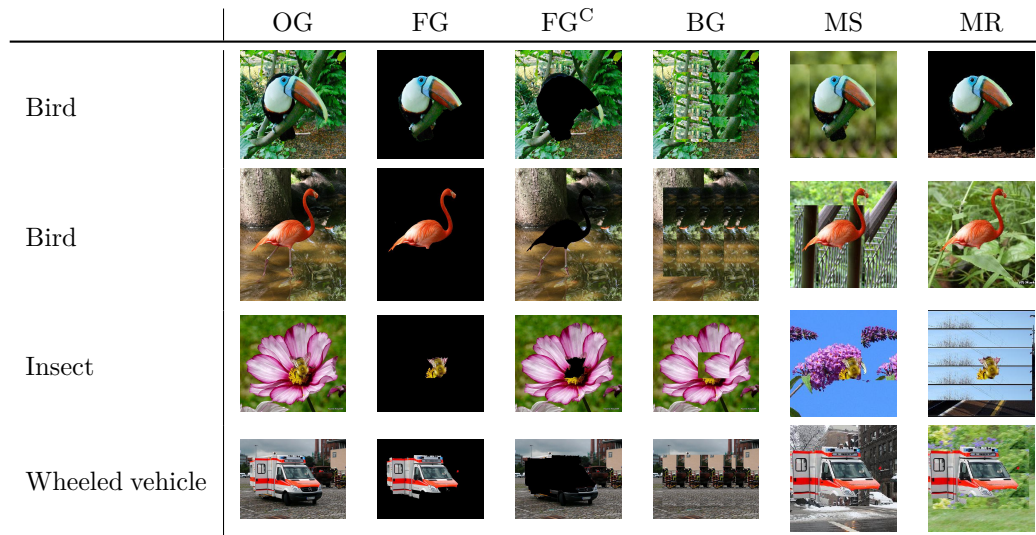 OG FG FG^C BG MS MR
Bird
Bird
Insect
Wheeled vehicle